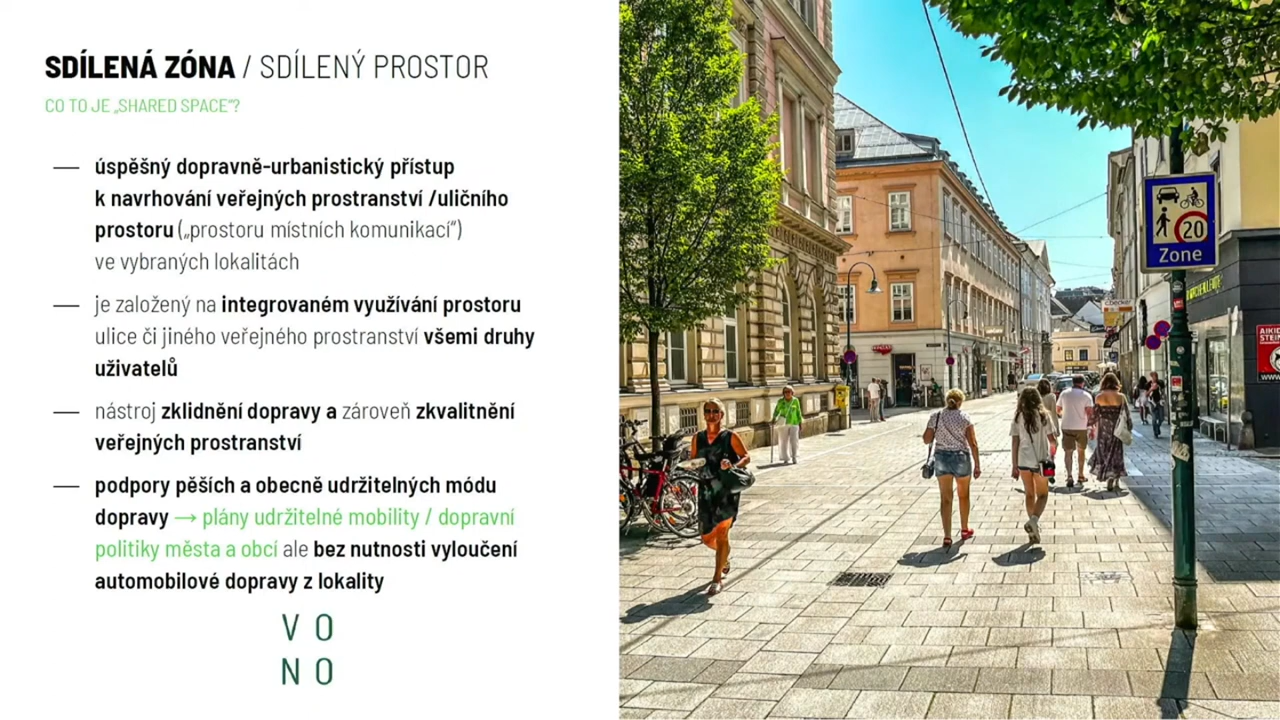 SDÍLENÁ ZÓNA / SDÍLENÝ PROSTOR
CO TO JE „SHARED SPACE"?
— úspěšný dopravně-urbanistický přístup
k navrhování veřejných prostranství /uličního
prostoru („prostoru místních komunikací“)
ve vybraných lokalitách
— je založený na integrovaném využívání prostoru
ulice či jiného veřejného prostranství všemi druhy
uživatelů
— nástroj zklidnění dopravy a zároveň zkvalitnění
veřejných prostranství
— podpory pěších a obecně udržitelných módu
dopravy → plány udržitelné mobility / dopravní
politiky města a obcí ale bez nutnosti vyloučení
automobilové dopravy z lokality
V O
N O
20
Zone